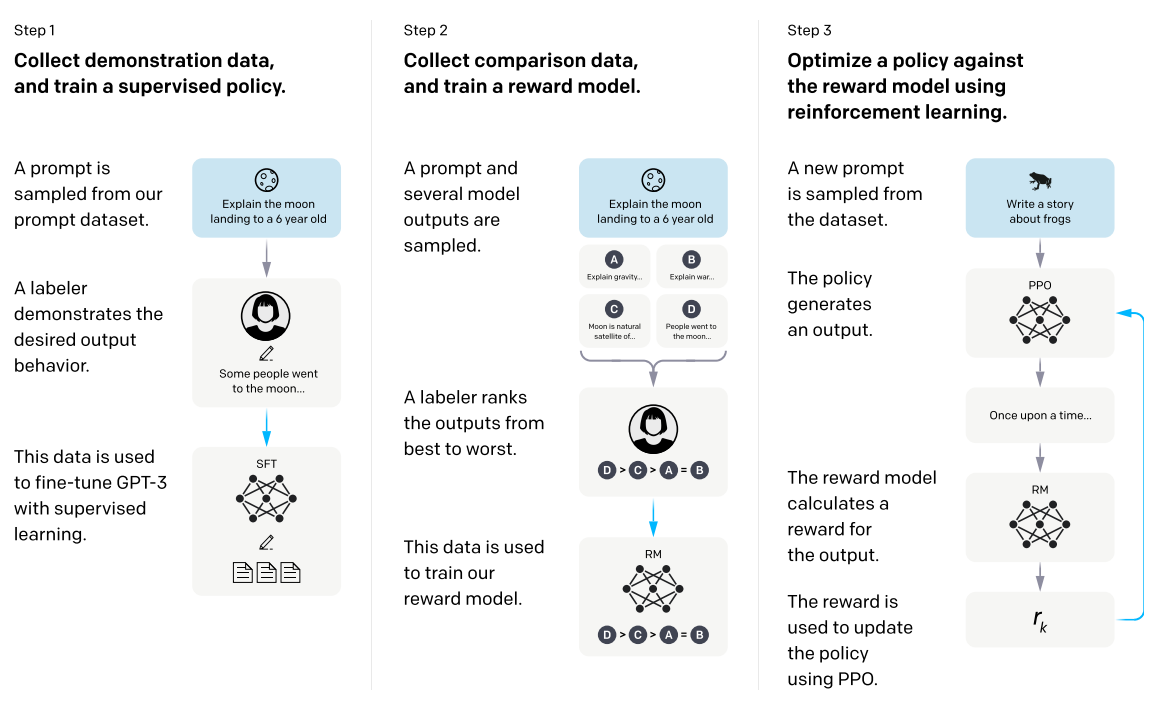 Step 1
Collect demonstration data,
and train a supervised policy.
A prompt is
sampled from our
prompt dataset.
Explain the moon
landing to a 6 year old
A labeler
demonstrates the
desired output
behavior.
Some people went
to the moon...
This data is used
to fine-tune GPT-3
with supervised
learning.
SFT
Step 2
Collect comparison data,
and train a reward model.
A prompt and
several model
outputs are
sampled.
Explain the moon
landing to a 6 year old
A
Explain gravity...
B
Explain war...
C
Moon is natural
satellite of...
D
People went to
the moon...
A labeler ranks
the outputs from
best to worst.
D > C > A = B
This data is used
to train our
reward model.
RM
D > C > A = B
Step 3
Optimize a policy against
the reward model using
reinforcement learning.
A new prompt
is sampled from
the dataset.
Write a story
about frogs
The policy
generates
an output.
PPO
Once upon a time...
The reward model
calculates a
reward for
the output.
RM
The reward is
used to update
the policy
using PPO.
r_k